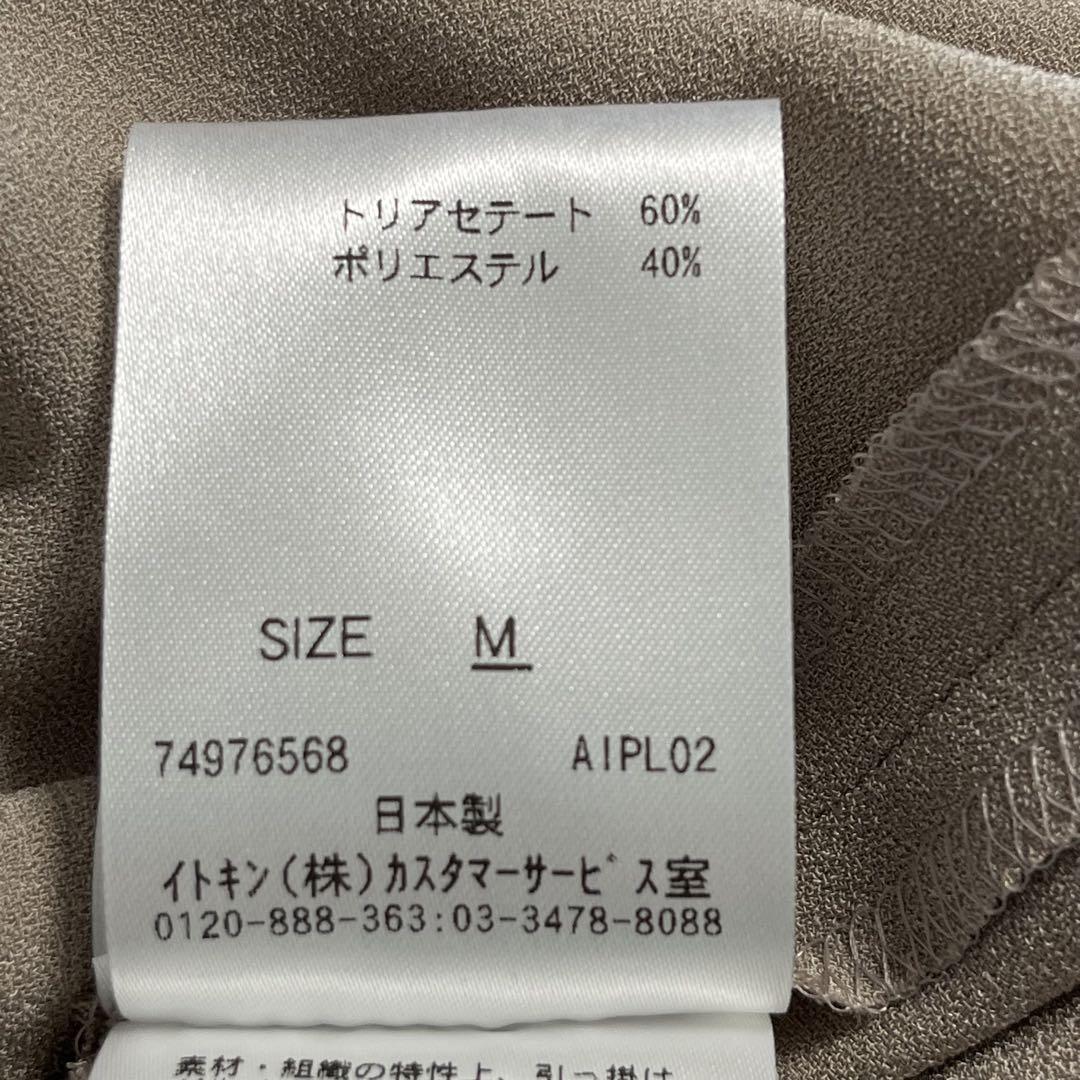 トリアセテート 60%
ポリエステル 40%
SIZE M
74976568 AIPL02
日本製
イトキン(株)カスタマーサービス室
0120-888-363:03-3478-8088
素材・組織の特性上、引っ掛け